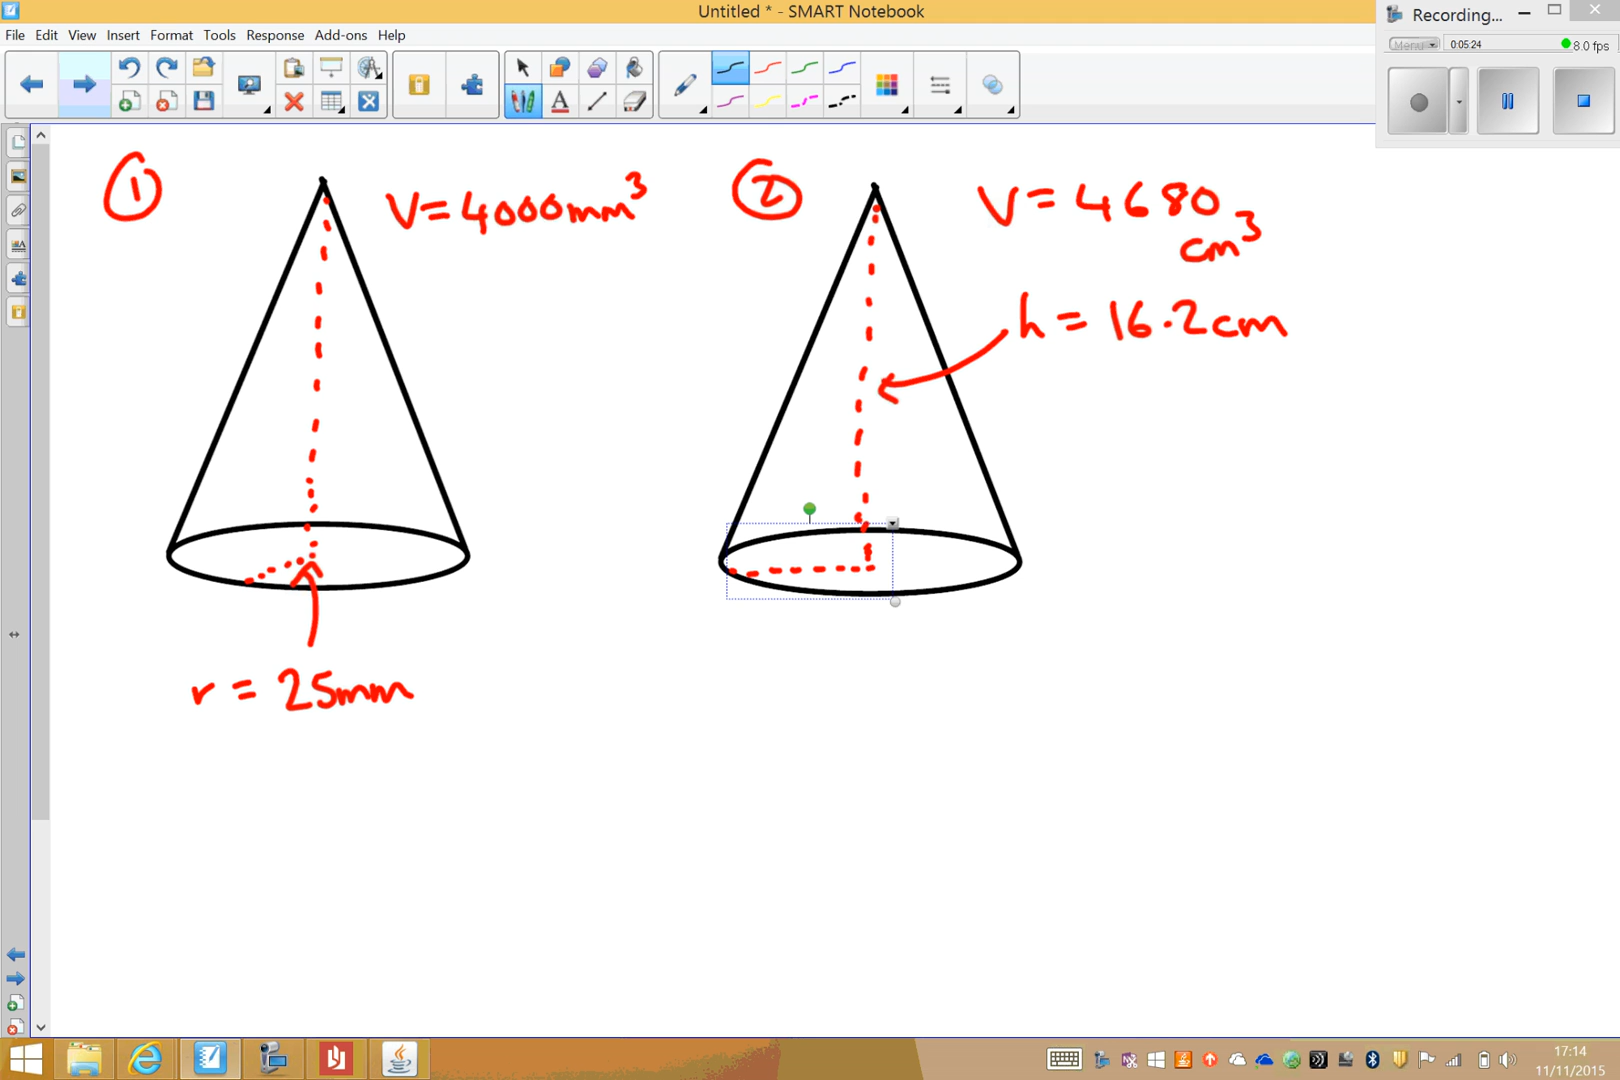 Untitled * - SMART Notebook
Recording...
File Edit View Insert Format Tools Response Add-ons Help
Menu
0:05:24
8.0 fps
1
V=4000mm³
2
V = 4680
cm³
h = 16.2cm
r = 25mm
17:14
11/11/2015